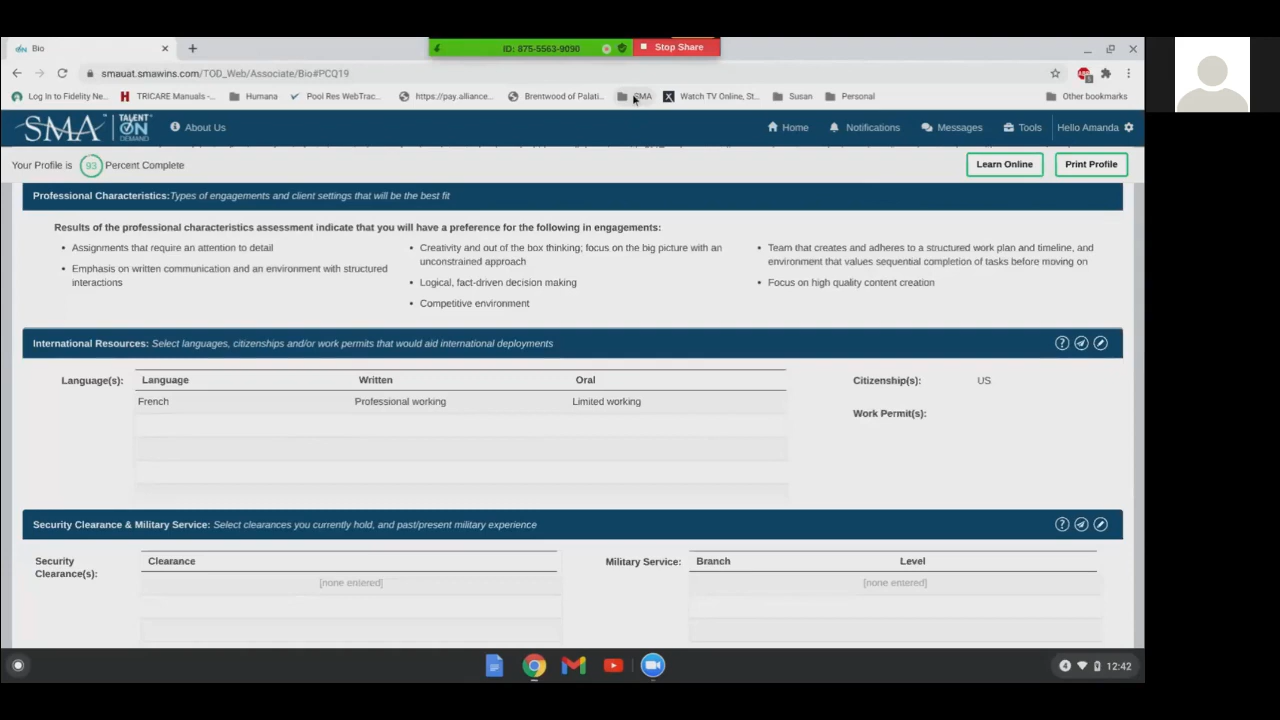 Bio
ID: 875-5563-9090
Stop Share
smauat.smawins.com/TOD_Web/Associate/Bio#PCQ19
Log In to Fidelity Ne...
TRICARE Manuals -...
Humana
Pool Res WebTrac...
https://pay.alliance...
Brentwood of Palati...
SMA
Watch TV Online, St...
Susan
Personal
Other bookmarks
SMA TALENT ON DEMAND
About Us
Home
Notifications
Messages
Tools
Hello Amanda
Your Profile is 93 Percent Complete
Learn Online
Print Profile
Professional Characteristics: Types of engagements and client settings that will be the best fit
Results of the professional characteristics assessment indicate that you will have a preference for the following in engagements:
• Assignments that require an attention to detail
• Emphasis on written communication and an environment with structured
interactions
• Creativity and out of the box thinking; focus on the big picture with an
unconstrained approach
• Logical, fact-driven decision making
• Competitive environment
• Team that creates and adheres to a structured work plan and timeline, and
environment that values sequential completion of tasks before moving on
• Focus on high quality content creation
International Resources: Select languages, citizenships and/or work permits that would aid international deployments
Language(s):
Language Written Oral
French Professional working Limited working
Citizenship(s): US
Work Permit(s):
Security Clearance & Military Service: Select clearances you currently hold, and past/present military experience
Security
Clearance(s):
Clearance
[none entered]
Military Service:
Branch Level
[none entered]
4
12:42